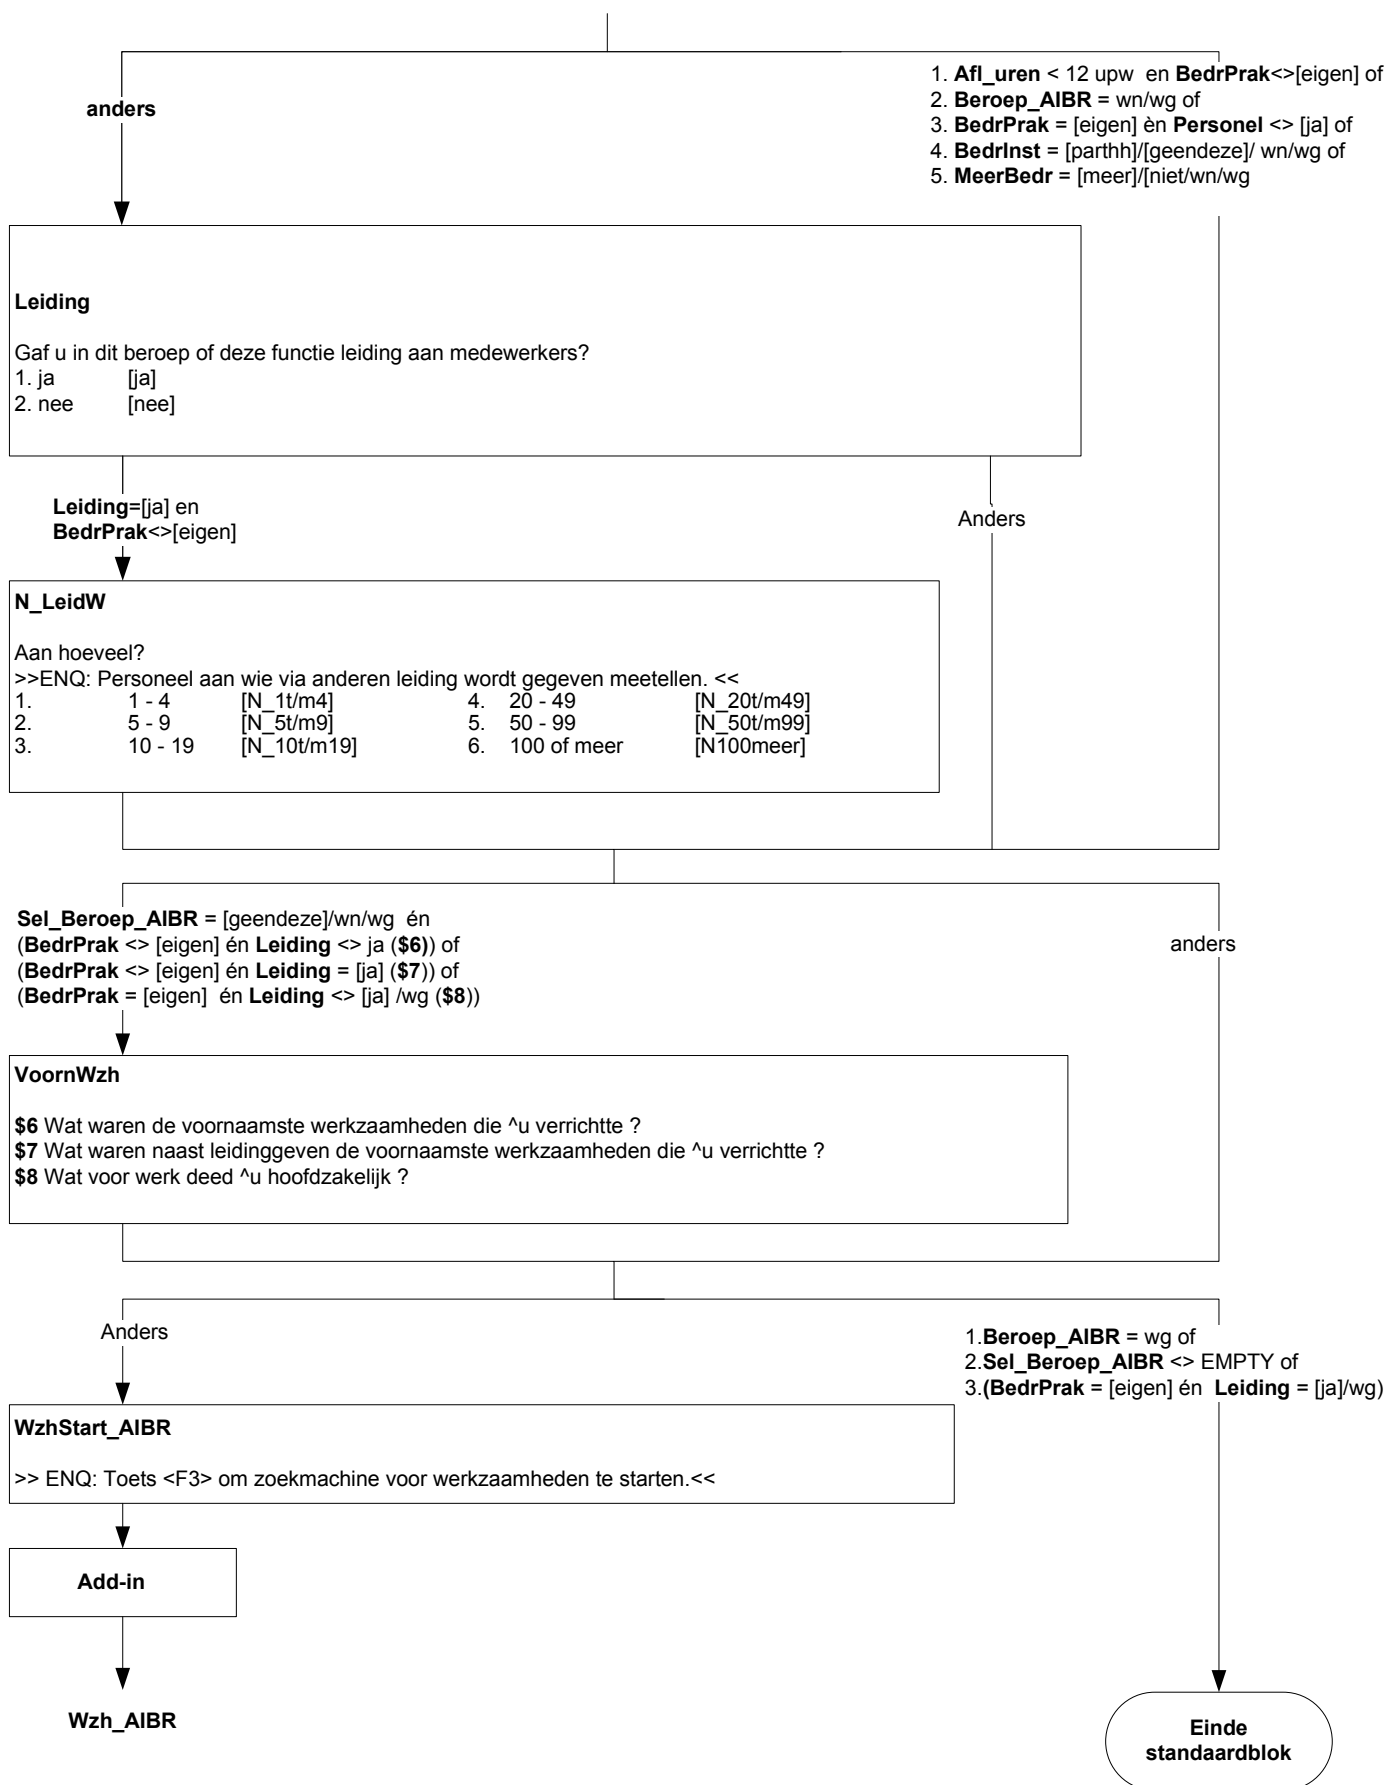 1. Afl_uren < 12 upw en BedrPrak<>[eigen] of
anders
2. Beroep_AIBR = wn/wg of
3. BedrPrak = [eigen] èn Personel <> [ja] of
4. BedrInst = [parthh]/[geendeze]/ wn/wg of
5. MeerBedr = [meer]/[niet/wn/wg
Leiding
Gaf u in dit beroep of deze functie leiding aan medewerkers?
1. ja [ja]
2. nee [nee]
Leiding=[ja] en
BedrPrak<>[eigen]
Anders
N_LeidW
Aan hoeveel?
>>ENQ: Personeel aan wie via anderen leiding wordt gegeven meetellen. <<
1. 1 - 4 [N_1t/m4] 4. 20 - 49 [N_20t/m49]
2. 5 - 9 [N_5t/m9] 5. 50 - 99 [N_50t/m99]
3. 10 - 19 [N_10t/m19] 6. 100 of meer [N100meer]
Sel_Beroep_AIBR = [geendeze]/wn/wg én
(BedrPrak <> [eigen] én Leiding <> ja ($6)) of
(BedrPrak <> [eigen] én Leiding = [ja] ($7)) of
(BedrPrak = [eigen] én Leiding <> [ja] /wg ($8))
anders
VoornWzh
$6 Wat waren de voornaamste werkzaamheden die ^u verrichtte ?
$7 Wat waren naast leidinggeven de voornaamste werkzaamheden die ^u verrichtte ?
$8 Wat voor werk deed ^u hoofdzakelijk ?
Anders
1.Beroep_AIBR = wg of
2.Sel_Beroep_AIBR <> EMPTY of
3.(BedrPrak = [eigen] én Leiding = [ja]/wg)
WzhStart_AIBR
>> ENQ: Toets <F3> om zoekmachine voor werkzaamheden te starten.<<
Add-in
Wzh_AIBR
Einde
standaardblok